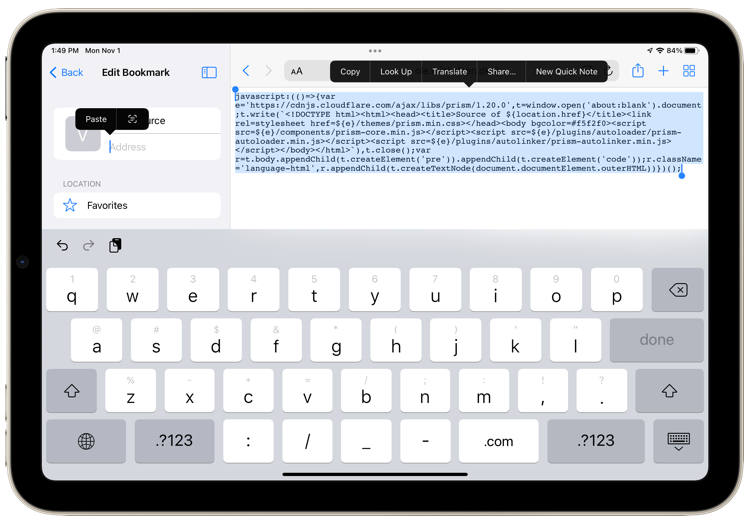 1:49 PM Mon Nov 1
84%
Back
Edit Bookmark
AA
Copy
Look Up
Translate
Share...
New Quick Note
Paste
V
Address
LOCATION
Favorites
javascript:(()=>{var
e='https://cdnjs.cloudflare.com/ajax/libs/prism/1.20.0',t=window.open('about:blank').document
;t.write(`<!DOCTYPE html><html><head><title>Source of ${location.href}</title><link
rel=stylesheet href=${e}/themes/prism.min.css></head><body bgcolor=#f5f2f0><script
src=${e}/components/prism-core.min.js></script><script src=${e}/plugins/autoloader/prism-
autoloader.min.js></script><script src=${e}/plugins/autolinker/prism-autolinker.min.js
></script></body></html>`),t.close();var
r=t.body.appendChild(t.createElement('pre')).appendChild(t.createElement('code'));r.className
='language-html',r.appendChild(t.createTextNode(document.documentElement.outerHTML))})();
1 2 3 4 5 6 7 8 9 0
q w e r t y u i o p
@ # $ & * ( ) ' "
a s d f g h j k l done
% - + = / ; : ! ?
z x c v b n m , .
.?123 : / _ - .com .?123